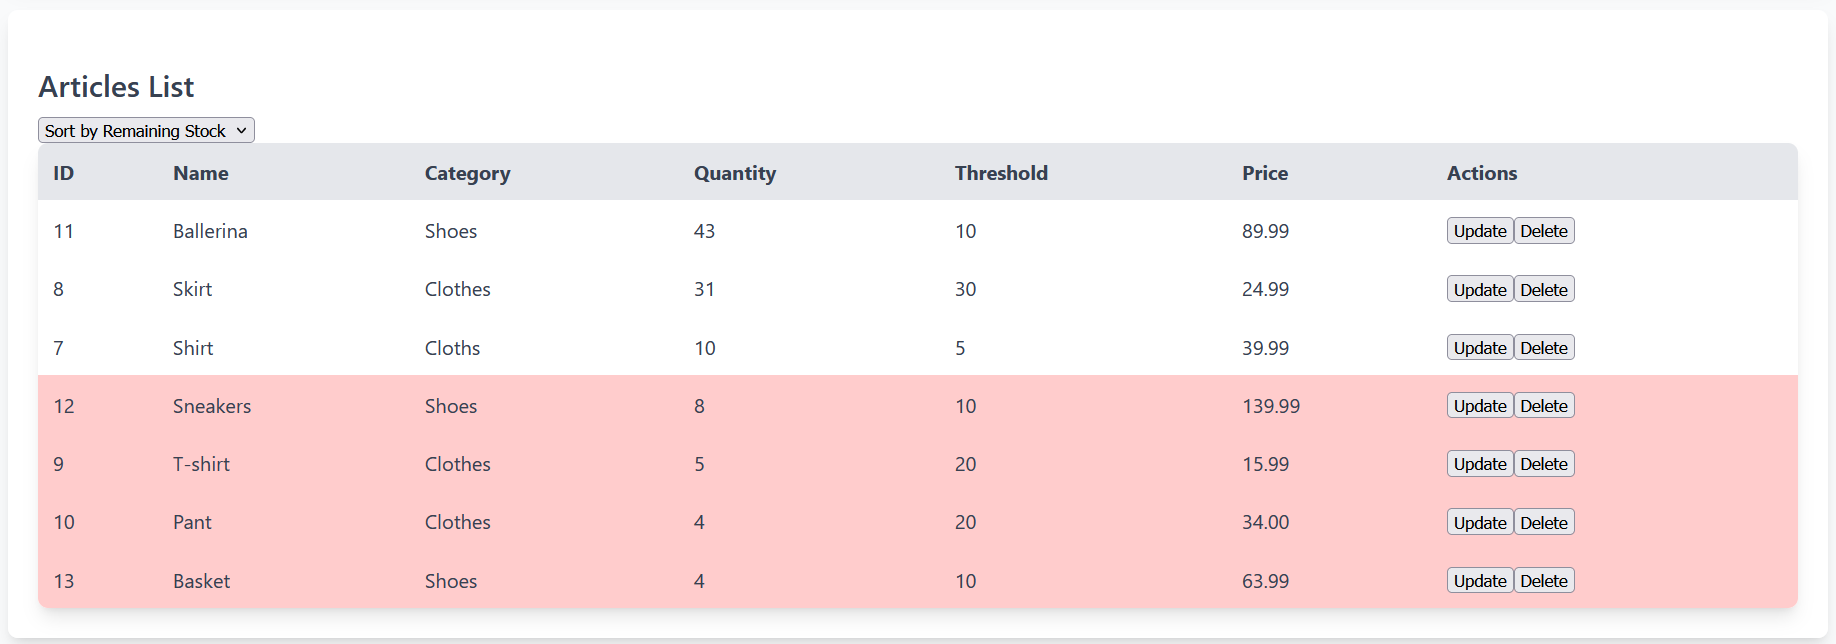 Articles List
Sort by Remaining Stock
ID Name Category Quantity Threshold Price Actions
11 Ballerina Shoes 43 10 89.99 Update Delete
8 Skirt Clothes 31 30 24.99 Update Delete
7 Shirt Cloths 10 5 39.99 Update Delete
12 Sneakers Shoes 8 10 139.99 Update Delete
9 T-shirt Clothes 5 20 15.99 Update Delete
10 Pant Clothes 4 20 34.00 Update Delete
13 Basket Shoes 4 10 63.99 Update Delete